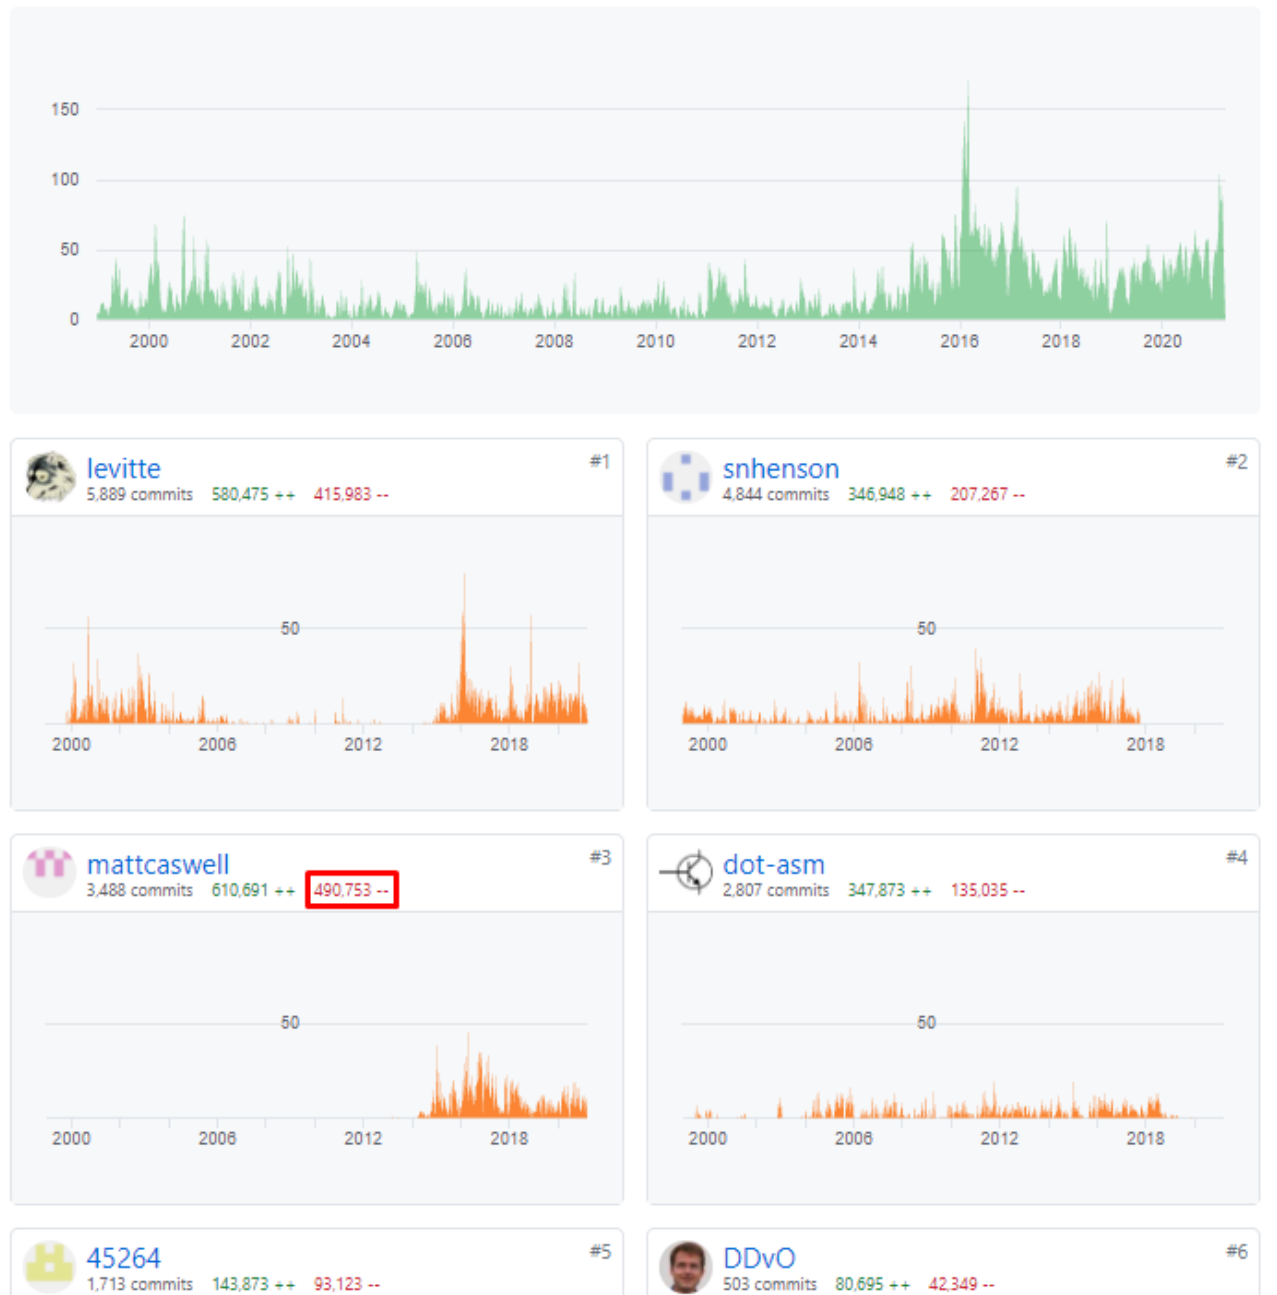 150
100
50
0
2000 2002 2004 2006 2008 2010 2012 2014 2016 2018 2020
levitte #1
5,889 commits 580,475 ++ 415,983 --
50
2000 2006 2012 2018
snhenson #2
4,844 commits 346,948 ++ 207,267 --
50
2000 2006 2012 2018
mattcaswell #3
3,488 commits 610,691 ++ 490,753 --
50
2000 2006 2012 2018
dot-asm #4
2,807 commits 347,873 ++ 135,035 --
50
2000 2006 2012 2018
45264 #5
1,713 commits 143,873 ++ 93,123 --
DDvO #6
503 commits 80,695 ++ 42,349 --